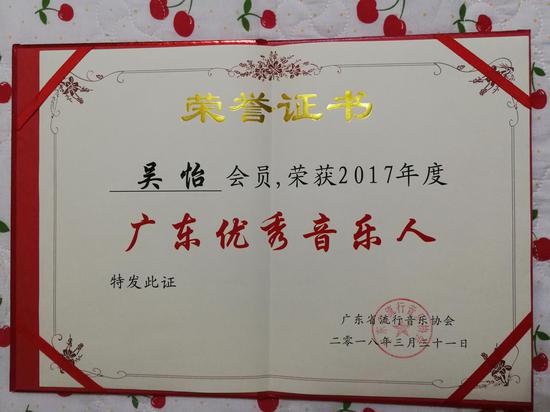 荣誉证书
吴怡 会员,荣获2017年度
广东优秀音乐人
特发此证
广东省流行音乐协会
二零一八年三月三十一日